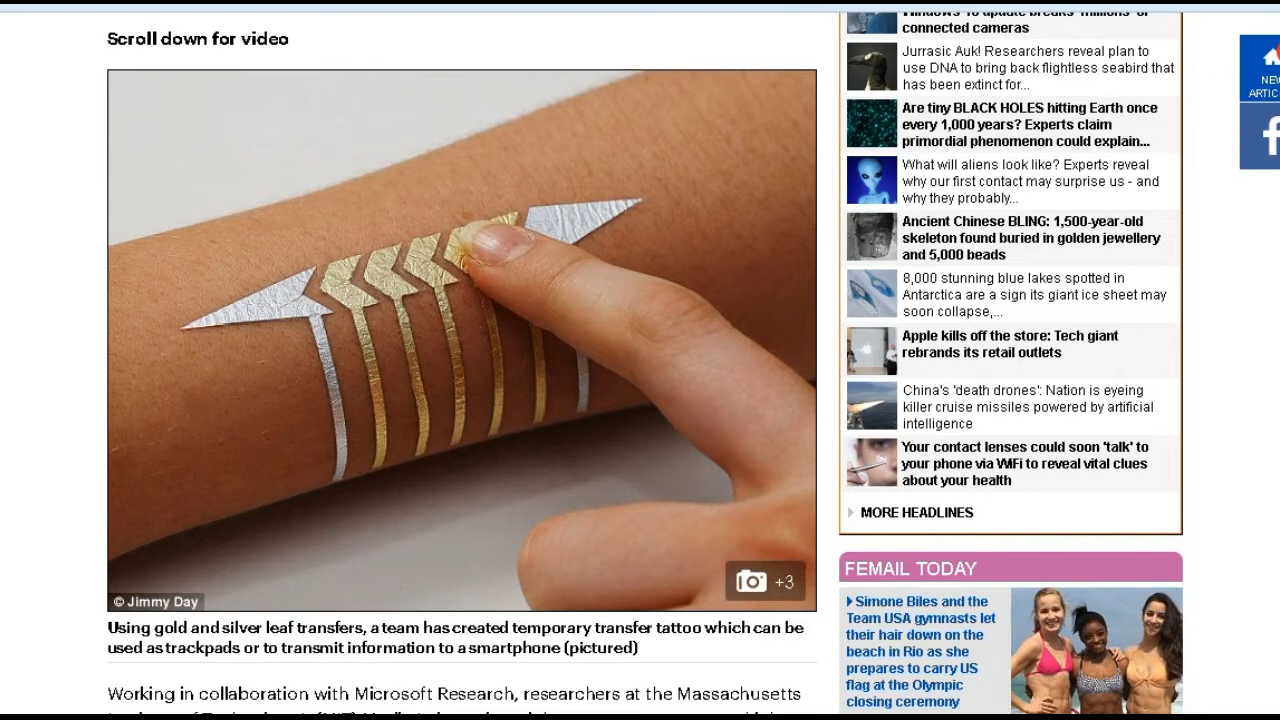 Scroll down for video
© Jimmy Day
+3
Using gold and silver leaf transfers, a team has created temporary transfer tattoo which can be
used as trackpads or to transmit information to a smartphone (pictured)
Working in collaboration with Microsoft Research, researchers at the Massachusetts
Windows 10 update breaks 'millions' of
connected cameras
Jurrasic Auk! Researchers reveal plan to
use DNA to bring back flightless seabird that
has been extinct for...
Are tiny BLACK HOLES hitting Earth once
every 1,000 years? Experts claim
primordial phenomenon could explain...
What will aliens look like? Experts reveal
why our first contact may surprise us - and
why they probably...
Ancient Chinese BLING: 1,500-year-old
skeleton found buried in golden jewellery
and 5,000 beads
8,000 stunning blue lakes spotted in
Antarctica are a sign its giant ice sheet may
soon collapse,...
Apple kills off the store: Tech giant
rebrands its retail outlets
China's 'death drones': Nation is eyeing
killer cruise missiles powered by artificial
intelligence
Your contact lenses could soon 'talk' to
your phone via WiFi to reveal vital clues
about your health
MORE HEADLINES
FEMAIL TODAY
Simone Biles and the
Team USA gymnasts let
their hair down on the
beach in Rio as she
prepares to carry US
flag at the Olympic
closing ceremony